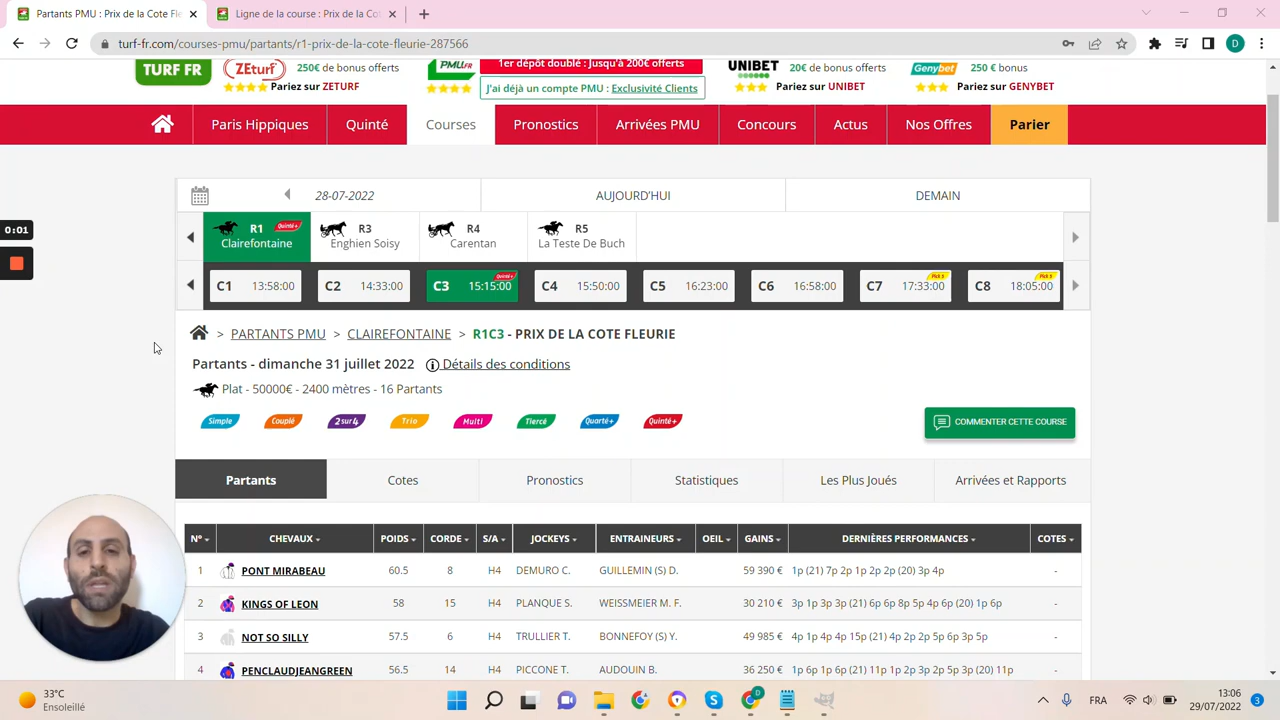 Partants PMU : Prix de la Cote Fle
Ligne de la course : Prix de la Cot
turf-fr.com/courses-pmu/partants/r1-prix-de-la-cote-fleurie-287566
TURF FR
ZEturf
250€ de bonus offerts
Pariez sur ZETURF
PMU.FR
1er dépôt doublé : Jusqu'à 200€ offerts
J'ai déjà un compte PMU : Exclusivité Clients
UNIBET
20€ de bonus offerts
Pariez sur UNIBET
Genybet
250 € bonus
Pariez sur GENYBET
Paris Hippiques Quinté Courses Pronostics Arrivées PMU Concours Actus Nos Offres Parier
28-07-2022 AUJOURD'HUI DEMAIN
R1 Quinté+ R3 R4 R5
Clairefontaine Enghien Soisy Carentan La Teste De Buch
0:01
C1 13:58:00 C2 14:33:00 C3 15:15:00 Quinté+ C4 15:50:00 C5 16:23:00 C6 16:58:00 C7 17:33:00 Pick 5 C8 18:05:00 Pick 5
> PARTANTS PMU > CLAIREFONTAINE > R1C3 - PRIX DE LA COTE FLEURIE
Partants - dimanche 31 juillet 2022 Détails des conditions
Plat - 50000€ - 2400 mètres - 16 Partants
Simple Couplé 2 sur 4 Trio Multi Tiercé Quarté+ Quinté+
COMMENTER CETTE COURSE
Partants Cotes Pronostics Statistiques Les Plus Joués Arrivées et Rapports
N° CHEVAUX POIDS CORDE S/A JOCKEYS ENTRAINEURS OEIL GAINS DERNIÈRES PERFORMANCES COTES
1 PONT MIRABEAU 60.5 8 H4 DEMURO C. GUILLEMIN (S) D. 59 390 € 1p (21) 7p 2p 1p 2p 2p (20) 3p 4p -
2 KINGS OF LEON 58 15 H4 PLANQUE S. WEISSMEIER M. F. 30 210 € 3p 1p 3p 3p (21) 6p 6p 8p 5p 4p 6p (20) 1p 6p -
3 NOT SO SILLY 57.5 6 H4 TRULLIER T. BONNEFOY (S) Y. 49 985 € 4p 1p 4p 4p 15p (21) 4p 2p 2p 5p 6p 3p 5p -
4 PENCLAUDJEANGREEN 56.5 14 H4 PICCONE T. AUDOUIN B. 36 250 € 1p 6p 1p 6p (21) 11p 1p 2p 3p 2p 5p 3p (20) 11p -
33°C
Ensoleillé
D
FRA
13:06
29/07/2022
3